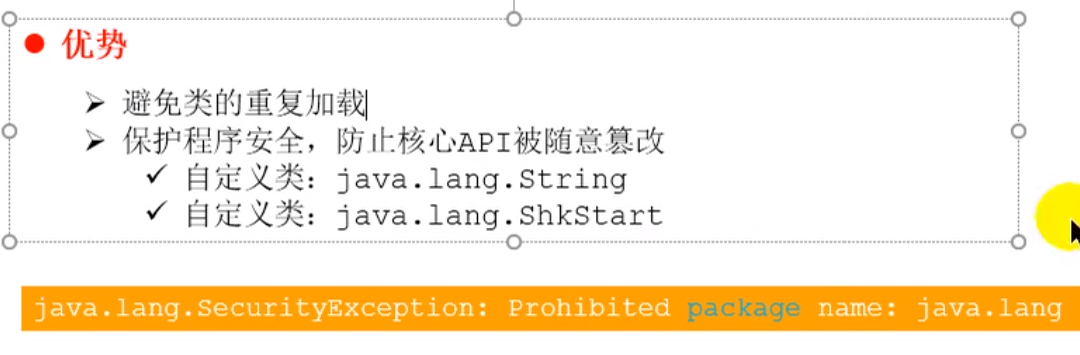 优势
避免类的重复加载
保护程序安全，防止核心API被随意篡改
自定义类：java.lang.String
自定义类：java.lang.ShkStart
java.lang.SecurityException: Prohibited package name: java.lang